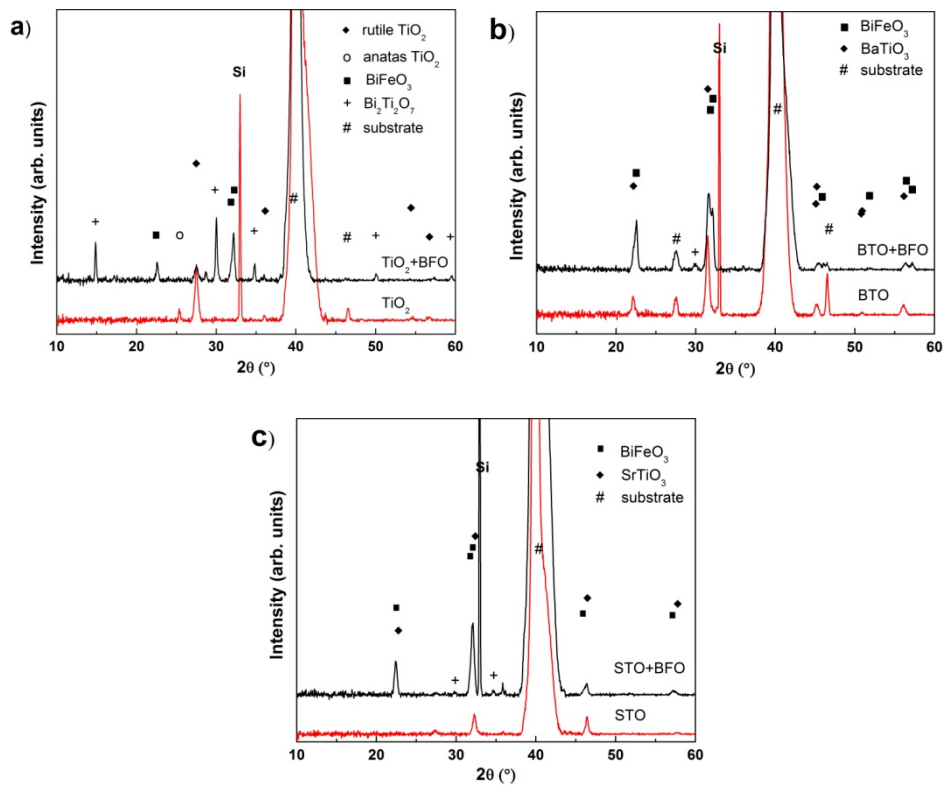 a)
◆ rutile TiO₂
○ anatas TiO₂
■ BiFeO₃
+ Bi₂Ti₂O₇
# substrate
Si
◆
◆
+
■
○
■
■
+
+
◆
#
#
+
◆
+
TiO₂+BFO
TiO₂
Intensity (arb. units)
10 20 30 40 50 60
2θ (°)
b)
■ BiFeO₃
◆ BaTiO₃
# substrate
Si
◆
■
■
#
■
◆
#
+
◆
◆
■
#
■
◆
◆
■
■
◆
BTO+BFO
BTO
Intensity (arb. units)
10 20 30 40 50 60
2θ (°)
c)
■ BiFeO₃
◆ SrTiO₃
# substrate
Si
◆
■
■
#
■
◆
+
+
◆
■
◆
■
STO+BFO
STO
Intensity (arb. units)
10 20 30 40 50 60
2θ (°)